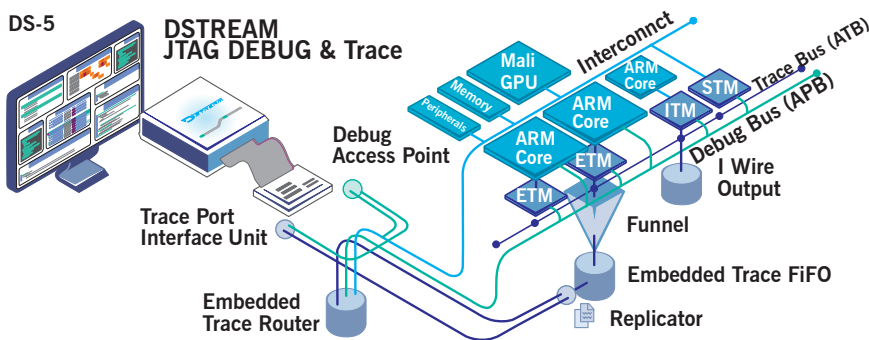 DS-5
DSTREAM
JTAG DEBUG & Trace
Mali
GPU
Memory
Peripherals
Interconnct
ARM
Core
ARM
Core
ARM
Core
STM
ITM
ETM
ETM
Trace Bus (ATB)
Debug Bus (APB)
Debug
Access Point
I Wire
Output
Trace Port
Interface Unit
Funnel
Embedded Trace FiFO
Embedded
Trace Router
Replicator